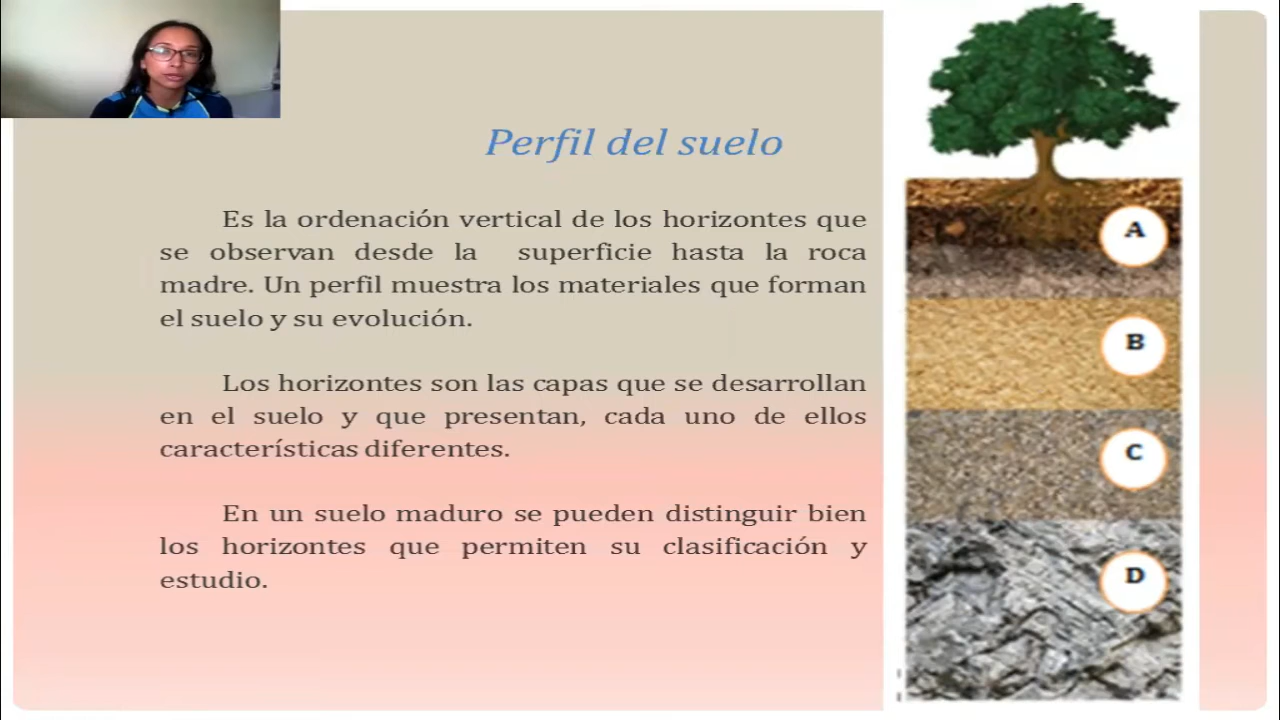 Perfil del suelo
Es la ordenación vertical de los horizontes que
se observan desde la superficie hasta la roca
madre. Un perfil muestra los materiales que forman
el suelo y su evolución.
Los horizontes son las capas que se desarrollan
en el suelo y que presentan, cada uno de ellos
características diferentes.
En un suelo maduro se pueden distinguir bien
los horizontes que permiten su clasificación y
estudio.
A
B
C
D